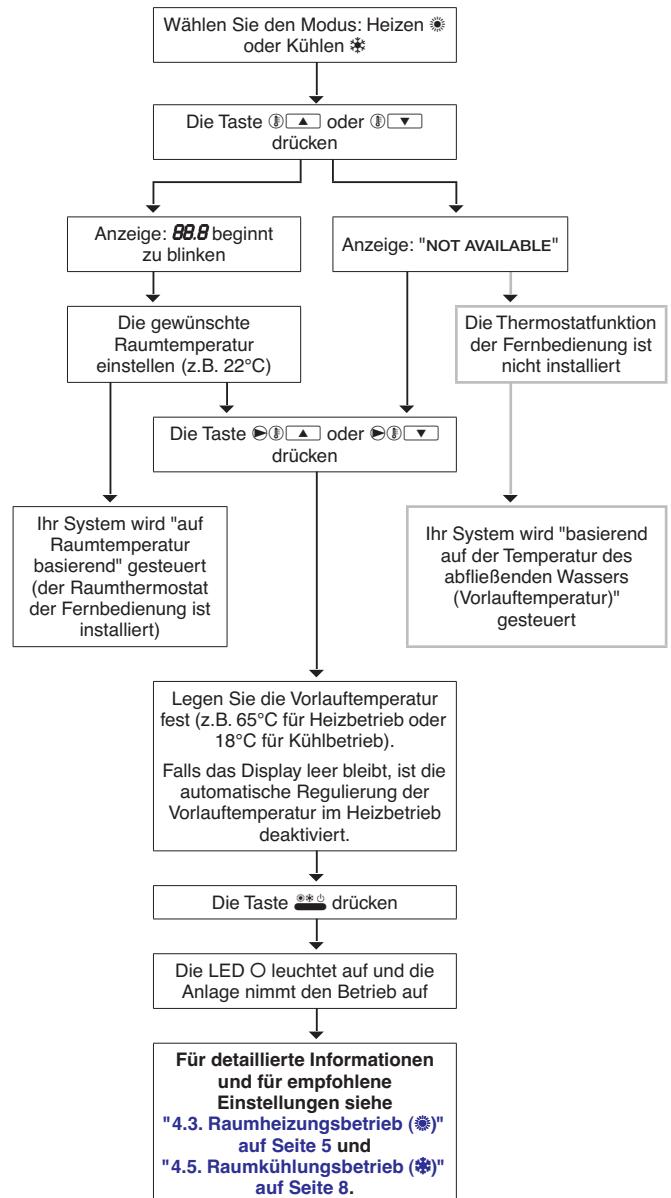 Wählen Sie den Modus: Heizen ☀
oder Kühlen ❄
Die Taste ▲ oder ▼
drücken
Anzeige: 88.8 beginnt
zu blinken
Anzeige: "NOT AVAILABLE"
Die gewünschte
Raumtemperatur
einstellen (z.B. 22°C)
Die Thermostatfunktion
der Fernbedienung ist
nicht installiert
Die Taste ▲ oder ▼
drücken
Ihr System wird "auf
Raumtemperatur
basierend" gesteuert
(der Raumthermostat
der Fernbedienung ist
installiert)
Ihr System wird "basierend
auf der Temperatur des
abfließenden Wassers
(Vorlauftemperatur)"
gesteuert
Legen Sie die Vorlauftemperatur
fest (z.B. 65°C für Heizbetrieb oder
18°C für Kühlbetrieb).
Falls das Display leer bleibt, ist die
automatische Regulierung der
Vorlauftemperatur im Heizbetrieb
deaktiviert.
Die Taste drücken
Die LED leuchtet auf und die
Anlage nimmt den Betrieb auf
Für detaillierte Informationen
und für empfohlene
Einstellungen siehe
"4.3. Raumheizungsbetrieb (☀)"
auf Seite 5 und
"4.5. Raumkühlungsbetrieb (❄)"
auf Seite 8.